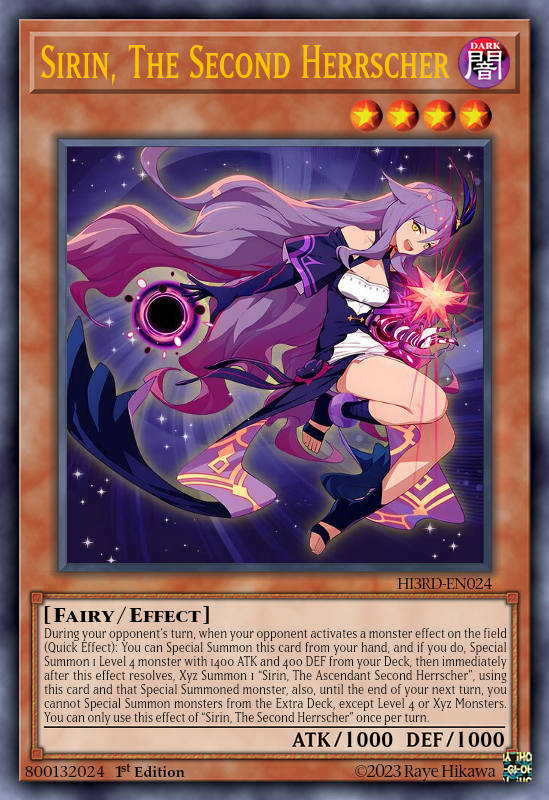 Sirin, The Second Herrscher
DARK
闇
HI3RD-EN024
[Fairy/Effect]
During your opponent's turn, when your opponent activates a monster effect on the field
(Quick Effect): You can Special Summon this card from your hand, and if you do, Special
Summon 1 Level 4 monster with 1400 ATK and 400 DEF from your Deck, then immediately
after this effect resolves, Xyz Summon 1 "Sirin, The Ascendant Second Herrscher", using
this card and that Special Summoned monster, also, until the end of your next turn, you
cannot Special Summon monsters from the Extra Deck, except Level 4 or Xyz Monsters.
You can only use this effect of "Sirin, The Second Herrscher" once per turn.
ATK/1000 DEF/1000
800132024 1st Edition ©2023 Raye Hikawa